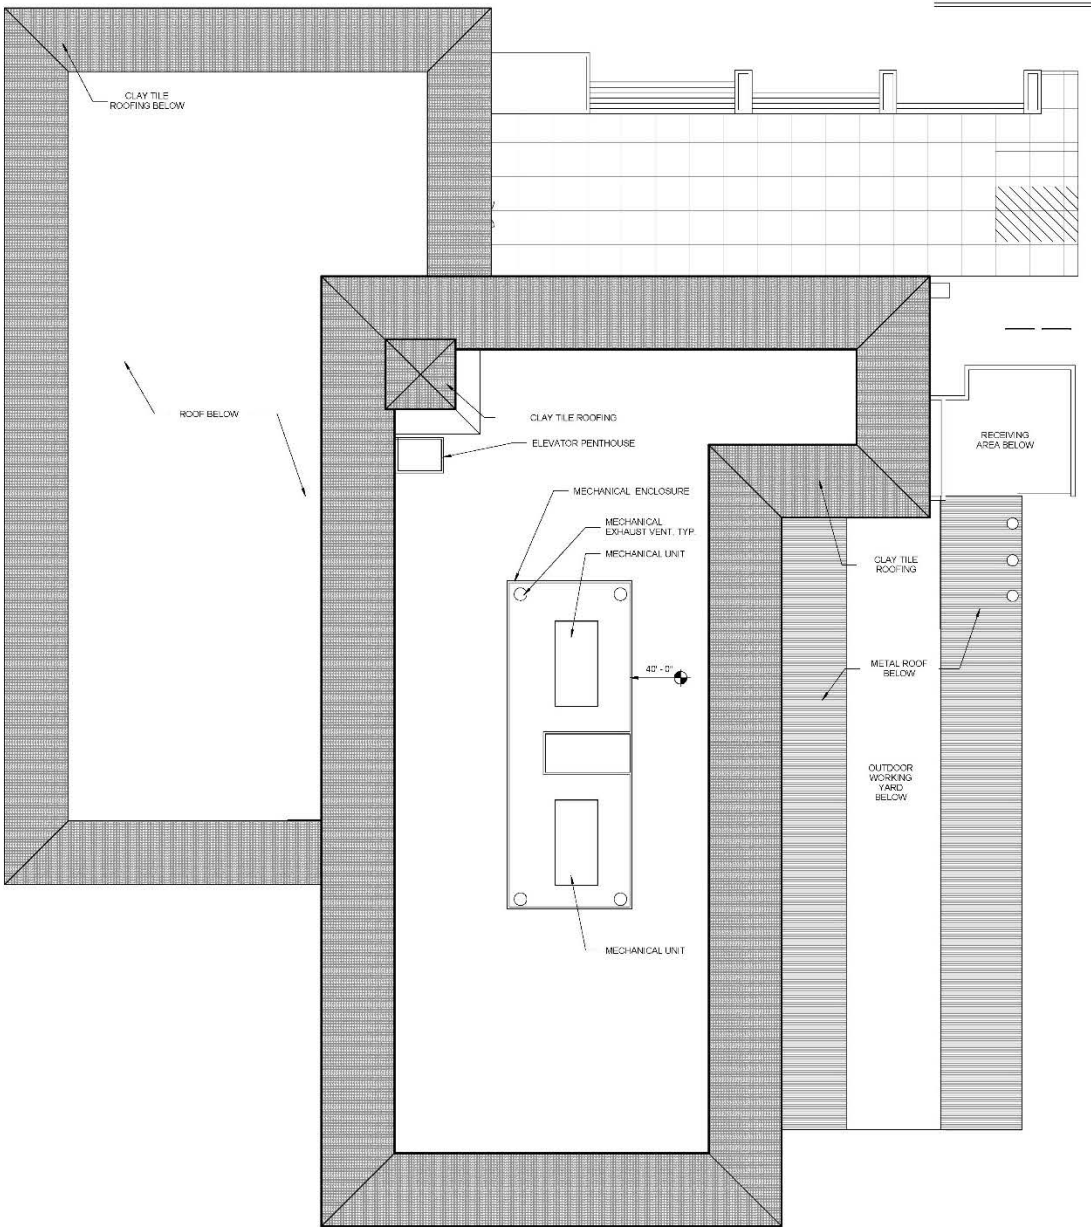 CLAY TILE
ROOFING BELOW
ROOF BELOW
CLAY TILE ROOFING
ELEVATOR PENTHOUSE
RECEIVING
AREA BELOW
MECHANICAL ENCLOSURE
MECHANICAL
EXHAUST VENT, TYP
MECHANICAL UNIT
CLAY TILE
ROOFING
40' - 0"
METAL ROOF
BELOW
OUTDOOR
WORKING
YARD
BELOW
MECHANICAL UNIT